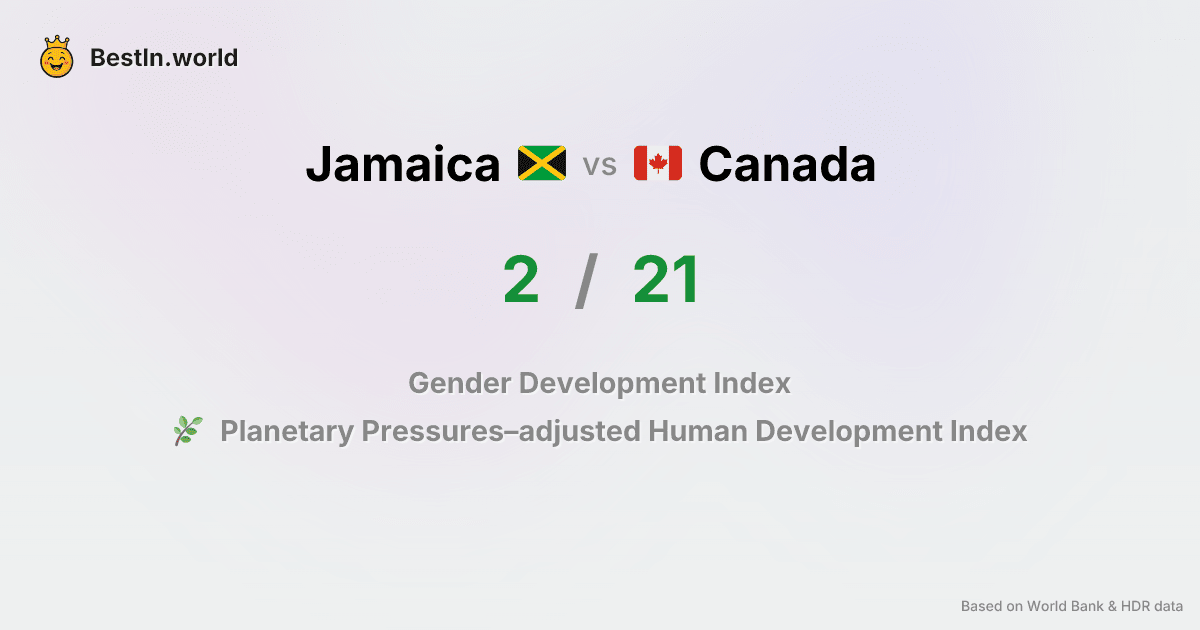 BestIn.world
Jamaica vs Canada
2 / 21
Gender Development Index
Planetary Pressures–adjusted Human Development Index
Based on World Bank & HDR data